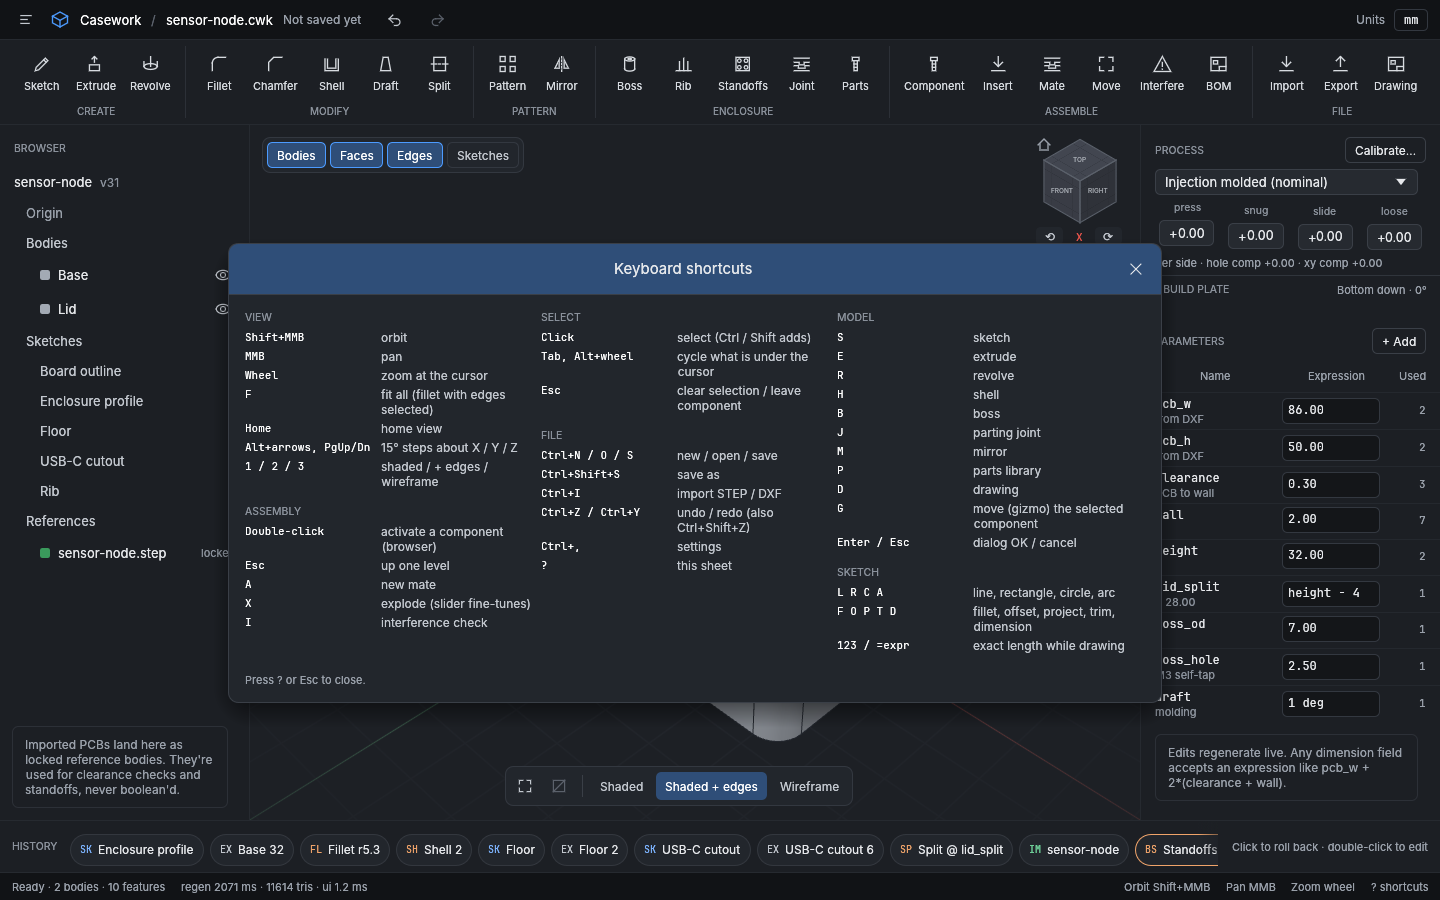 Casework / sensor-node.cwk Not saved yet
Units mm
Sketch Extrude Revolve Fillet Chamfer Shell Draft Split Pattern Mirror Boss Rib Standoffs Joint Parts Component Insert Mate Move Interfere BOM Import Export Drawing
CREATE MODIFY PATTERN ENCLOSURE ASSEMBLE FILE
BROWSER
sensor-node v31
Origin
Bodies
Base
Lid
Sketches
Board outline
Enclosure profile
Floor
USB-C cutout
Rib
References
sensor-node.step locke
Imported PCBs land here as
locked reference bodies. They're
used for clearance checks and
standoffs, never boolean'd.
Bodies Faces Edges Sketches
TOP
FRONT RIGHT
X
Keyboard shortcuts
VIEW
Shift+MMB orbit
MMB pan
Wheel zoom at the cursor
F fit all (fillet with edges
selected)
Home home view
Alt+arrows, PgUp/Dn 15° steps about X / Y / Z
1 / 2 / 3 shaded / + edges /
wireframe
ASSEMBLY
Double-click activate a component
(browser)
Esc up one level
A new mate
X explode (slider fine-tunes)
I interference check
SELECT
Click select (Ctrl / Shift adds)
Tab, Alt+wheel cycle what is under the
cursor
Esc clear selection / leave
component
FILE
Ctrl+N / O / S new / open / save
Ctrl+Shift+S save as
Ctrl+I import STEP / DXF
Ctrl+Z / Ctrl+Y undo / redo (also
Ctrl+Shift+Z)
Ctrl+, settings
? this sheet
MODEL
S sketch
E extrude
R revolve
H shell
B boss
J parting joint
M mirror
P parts library
D drawing
G move (gizmo) the selected
component
Enter / Esc dialog OK / cancel
SKETCH
L R C A line, rectangle, circle, arc
F O P T D fillet, offset, project, trim,
dimension
123 / =expr exact length while drawing
Press ? or Esc to close.
Shaded Shaded + edges Wireframe
PROCESS Calibrate...
Injection molded (nominal)
press snug slide loose
+0.00 +0.00 +0.00 +0.00
er side · hole comp +0.00 · xy comp +0.00
BUILD PLATE Bottom down · 0°
ARAMETERS + Add
Name Expression Used
cb_w 86.00 2
om DXF
cb_h 50.00 2
om DXF
learance 0.30 3
CB to wall
all 2.00 7
eight 32.00 2
id_split height - 4 1
28.00
oss_od 7.00 1
oss_hole 2.50 1
M3 self-tap
raft 1 deg 1
molding
Edits regenerate live. Any dimension field
accepts an expression like pcb_w +
2*(clearance + wall).
HISTORY SK Enclosure profile EX Base 32 FL Fillet r5.3 SH Shell 2 SK Floor EX Floor 2 SK USB-C cutout EX USB-C cutout 6 SP Split @ lid_split IM sensor-node BS Standoffs Click to roll back · double-click to edit
Ready · 2 bodies · 10 features regen 2071 ms · 11614 tris · ui 1.2 ms Orbit Shift+MMB Pan MMB Zoom wheel ? shortcuts